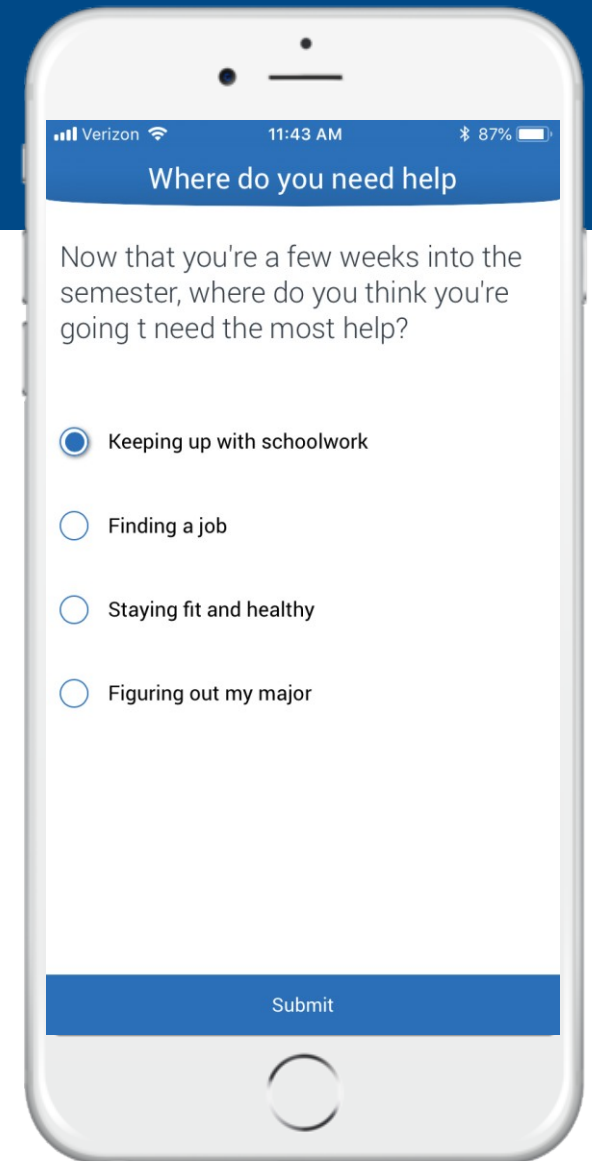 Verizon 11:43 AM 87%
Where do you need help
Now that you're a few weeks into the
semester, where do you think you're
going t need the most help?
Keeping up with schoolwork
Finding a job
Staying fit and healthy
Figuring out my major
Submit